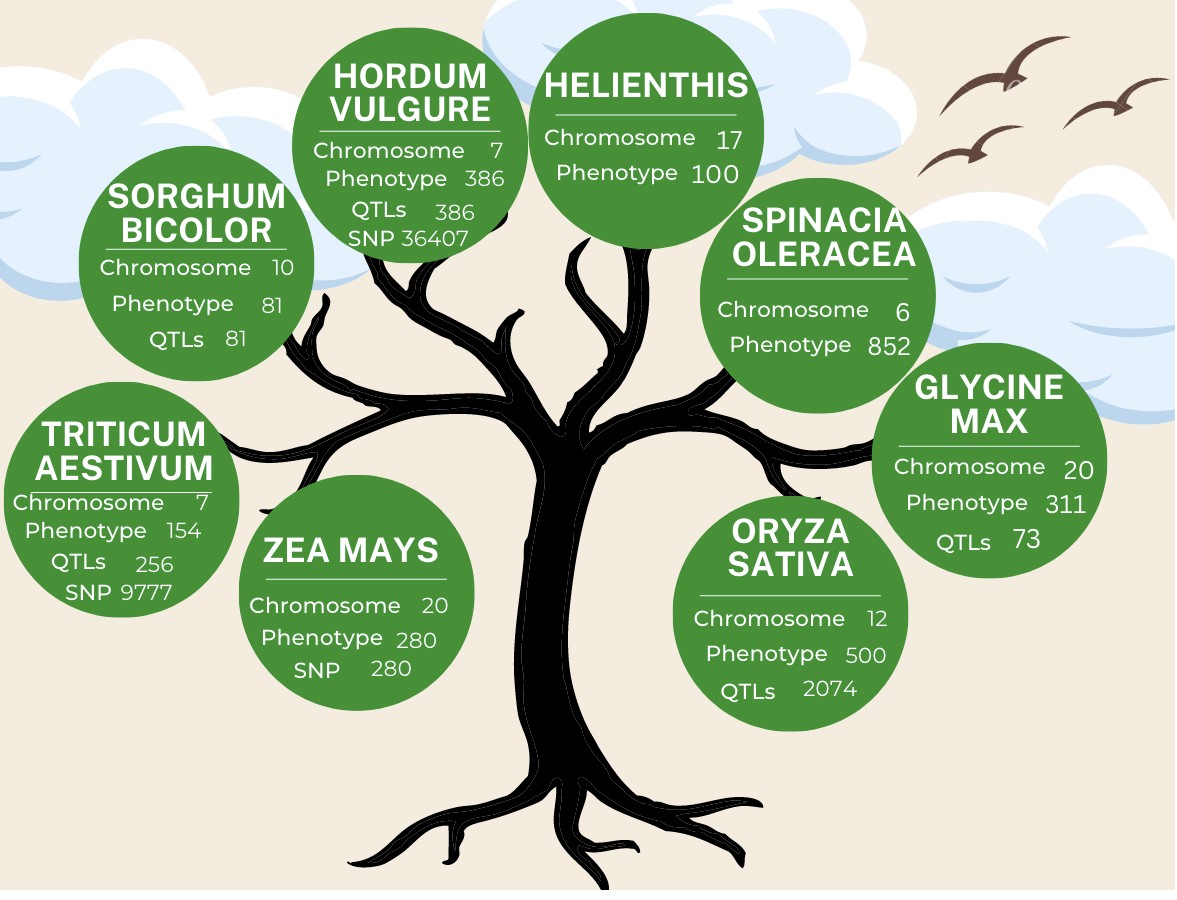 HORDUM
VULGURE
Chromosome 7
Phenotype 386
QTLs 386
SNP 36407
HELIENTHIS
Chromosome 17
Phenotype 100
SORGHUM
BICOLOR
Chromosome 10
Phenotype 81
QTLs 81
SPINACIA
OLERACEA
Chromosome 6
Phenotype 852
TRITICUM
AESTIVUM
Chromosome 7
Phenotype 154
QTLs 256
SNP 9777
GLYCINE
MAX
Chromosome 20
Phenotype 311
QTLs 73
ZEA MAYS
Chromosome 20
Phenotype 280
SNP 280
ORYZA
SATIVA
Chromosome 12
Phenotype 500
QTLs 2074